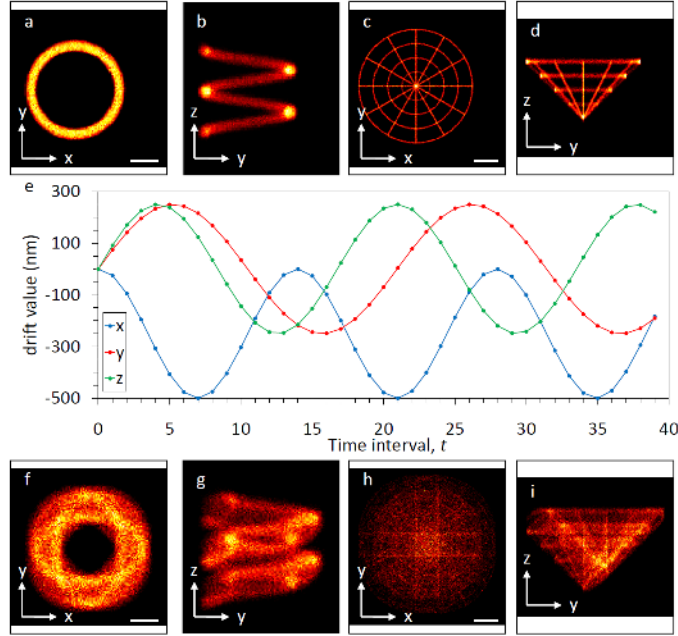 a
b
c
d
y
x
z
y
y
x
z
y
e
300
100
-100
-300
-500
drift value (nm)
x
y
z
0
5
10
15
20
25
30
35
40
Time interval, t
f
g
h
i
y
x
z
y
y
x
z
y